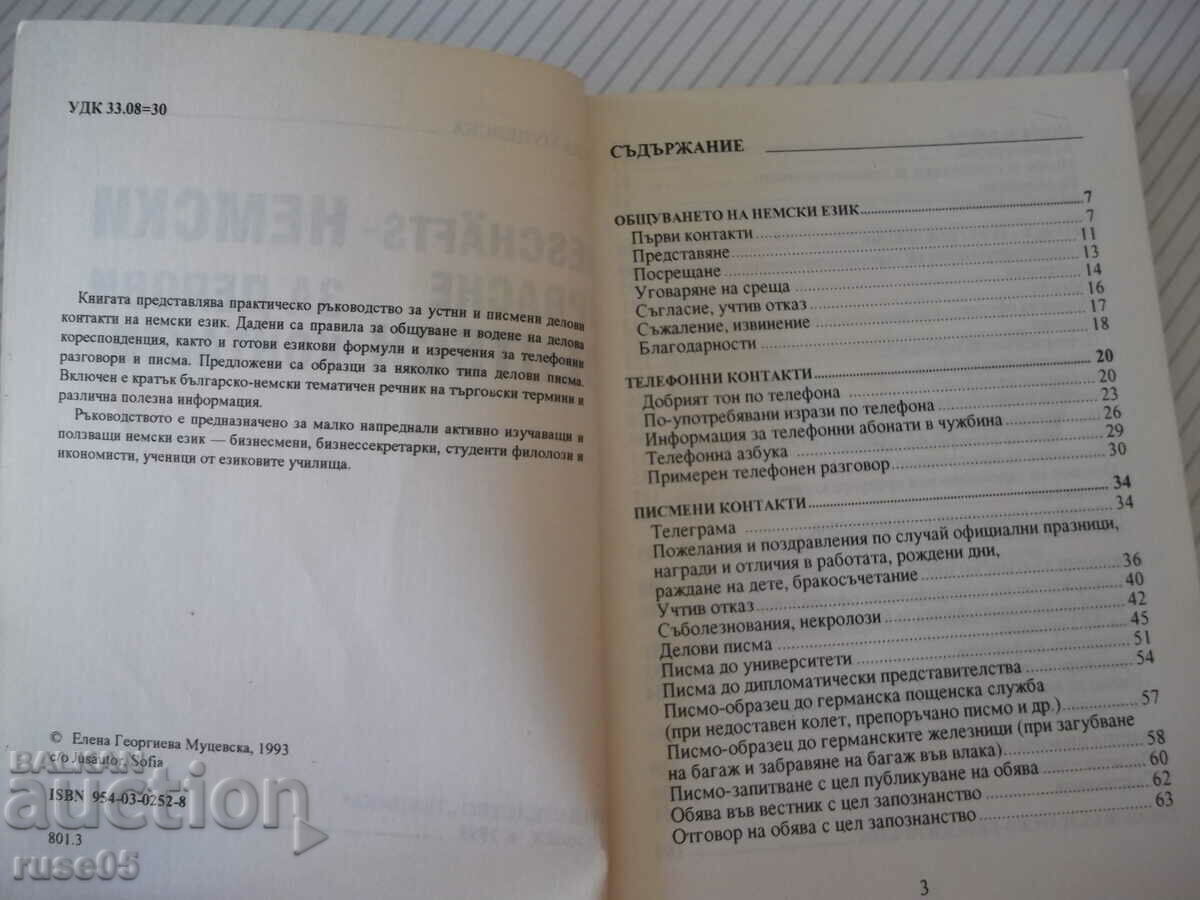 УДК 33.08=30
Книгата представлява практическо ръководство за устни и писмени делови
контакти на немски език. Дадени са правила за общуване и водене на делова
кореспонденция, както и готови езикови формули и изречения за телефонни
разговори и писма. Предложени са образци за няколко типа делови писма.
Включен е кратък българско-немски тематичен речник на търговски термини и
различна полезна информация.
Ръководството е предназначено за малко напреднали активно изучаващи и
ползващи немски език — бизнесмени, бизнессекретарки, студенти филолози и
икономисти, ученици от езиковите училища.
© Елена Георгиева Муцевска, 1993
c/o Jusautor, Sofia
ISBN 954-03-0252-8
801.3
СЪДЪРЖАНИЕ
ОБЩУВАНЕТО НА НЕМСКИ ЕЗИК 7
Първи контакти 7
Представяне 11
Посрещане 13
Уговаряне на среща 14
Съгласие, учтив отказ 16
Съжаление, извинение 17
Благодарности 18
ТЕЛЕФОННИ КОНТАКТИ 20
Добрият тон по телефона 20
По-употребявани изрази по телефона 23
Информация за телефонни абонати в чужбина 26
Телефонна азбука 29
Примерен телефонен разговор 30
ПИСМЕНИ КОНТАКТИ 34
Телеграма 34
Пожелания и поздравления по случай официални празници,
награди и отличия в работата, рождени дни,
раждане на дете, бракосъчетание 36
Учтив отказ 40
Съболезнования, некролози 42
Делови писма 45
Писма до университети 51
Писма до дипломатически представителства 54
Писмо-образец до германска пощенска служба
(при недоставен колет, препоръчано писмо и др.) 57
Писмо-образец до германските железници (при загубване
на багаж и забравяне на багаж във влака) 58
Писмо-запитване с цел публикуване на обява 60
Обява във вестник с цел запознанство 62
Отговор на обява с цел запознанство 63
3
BALKAN
auction
ruse05